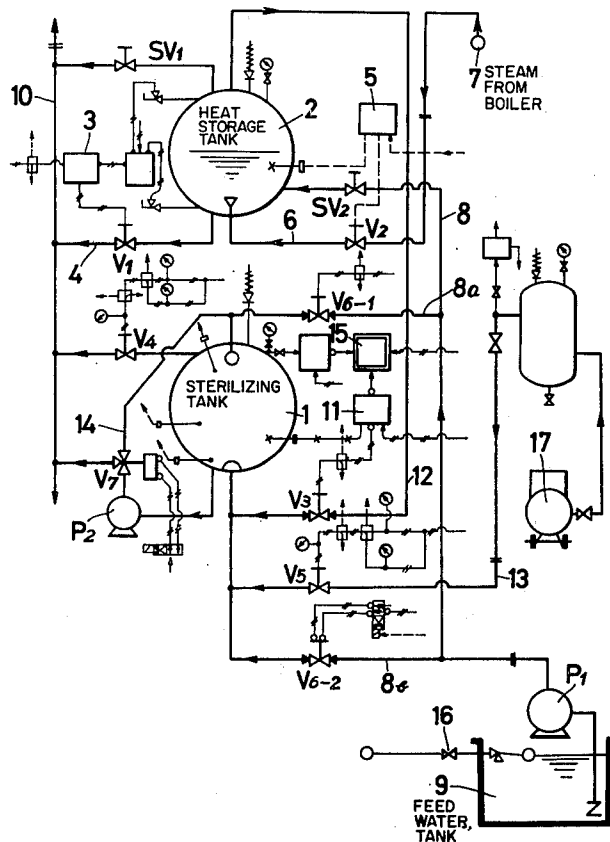 SV1
10
3
HEAT
STORAGE
TANK
2
5
7
STEAM
FROM
BOILER
SV2
4
V1
6
V2
8
V6-1
8a
V4
15
STERILIZING
TANK
1
11
14
12
V7
V3
17
P2
V5
13
V6-2
8b
P1
16
9
FEED
WATER,
TANK